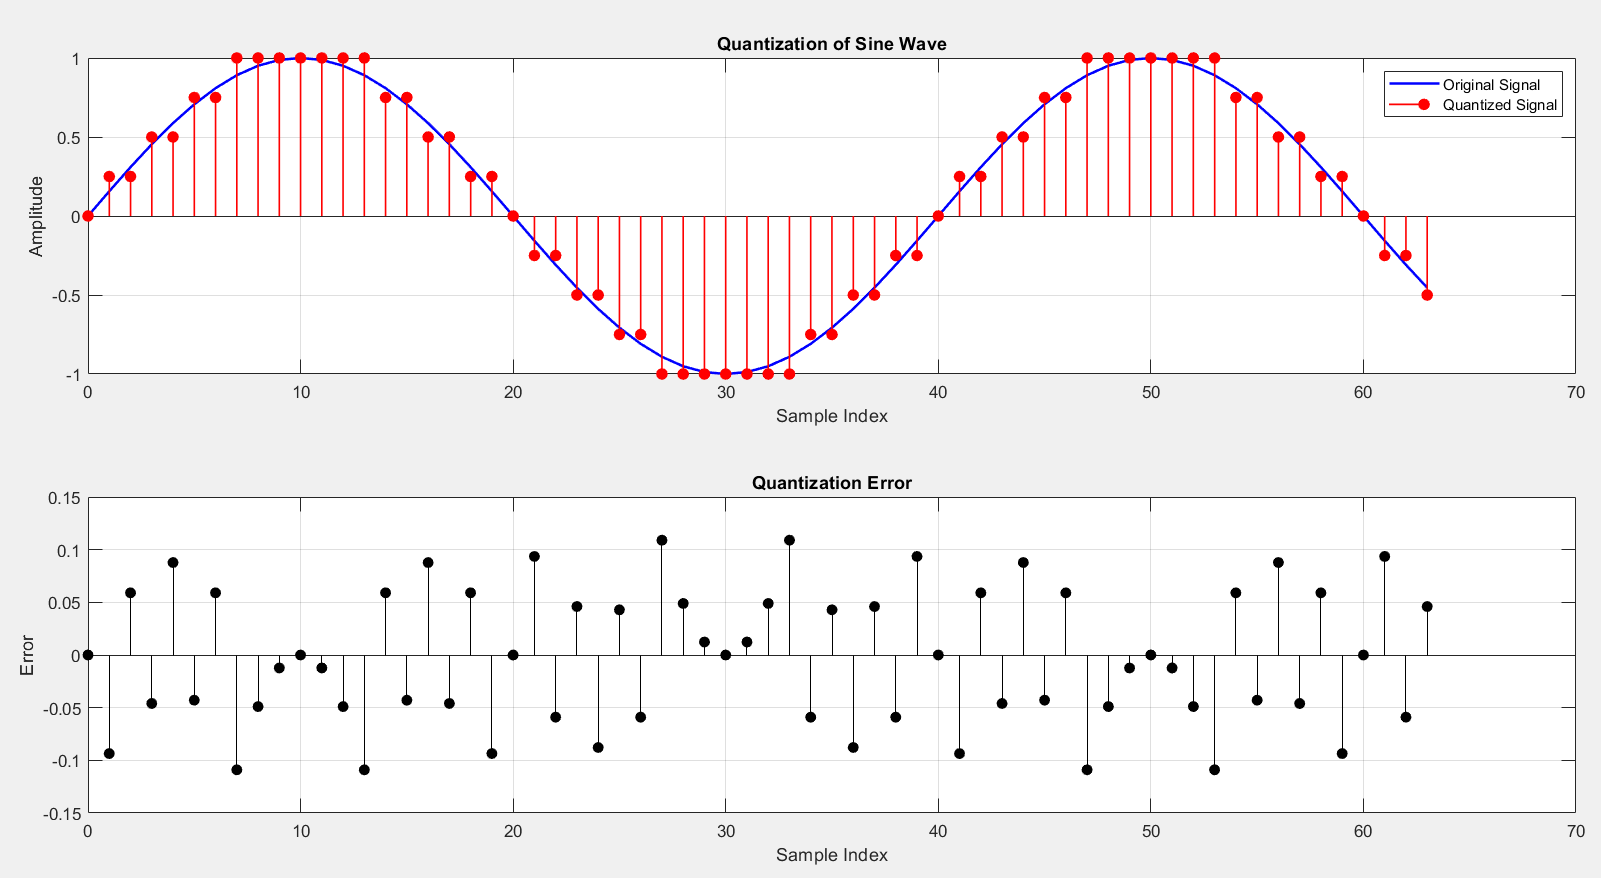 Quantization of Sine Wave
1
0.5
0
-0.5
-1
Amplitude
Original Signal
Quantized Signal
0 10 20 30 40 50 60 70
Sample Index
Quantization Error
0.15
0.1
0.05
0
-0.05
-0.1
-0.15
Error
0 10 20 30 40 50 60 70
Sample Index